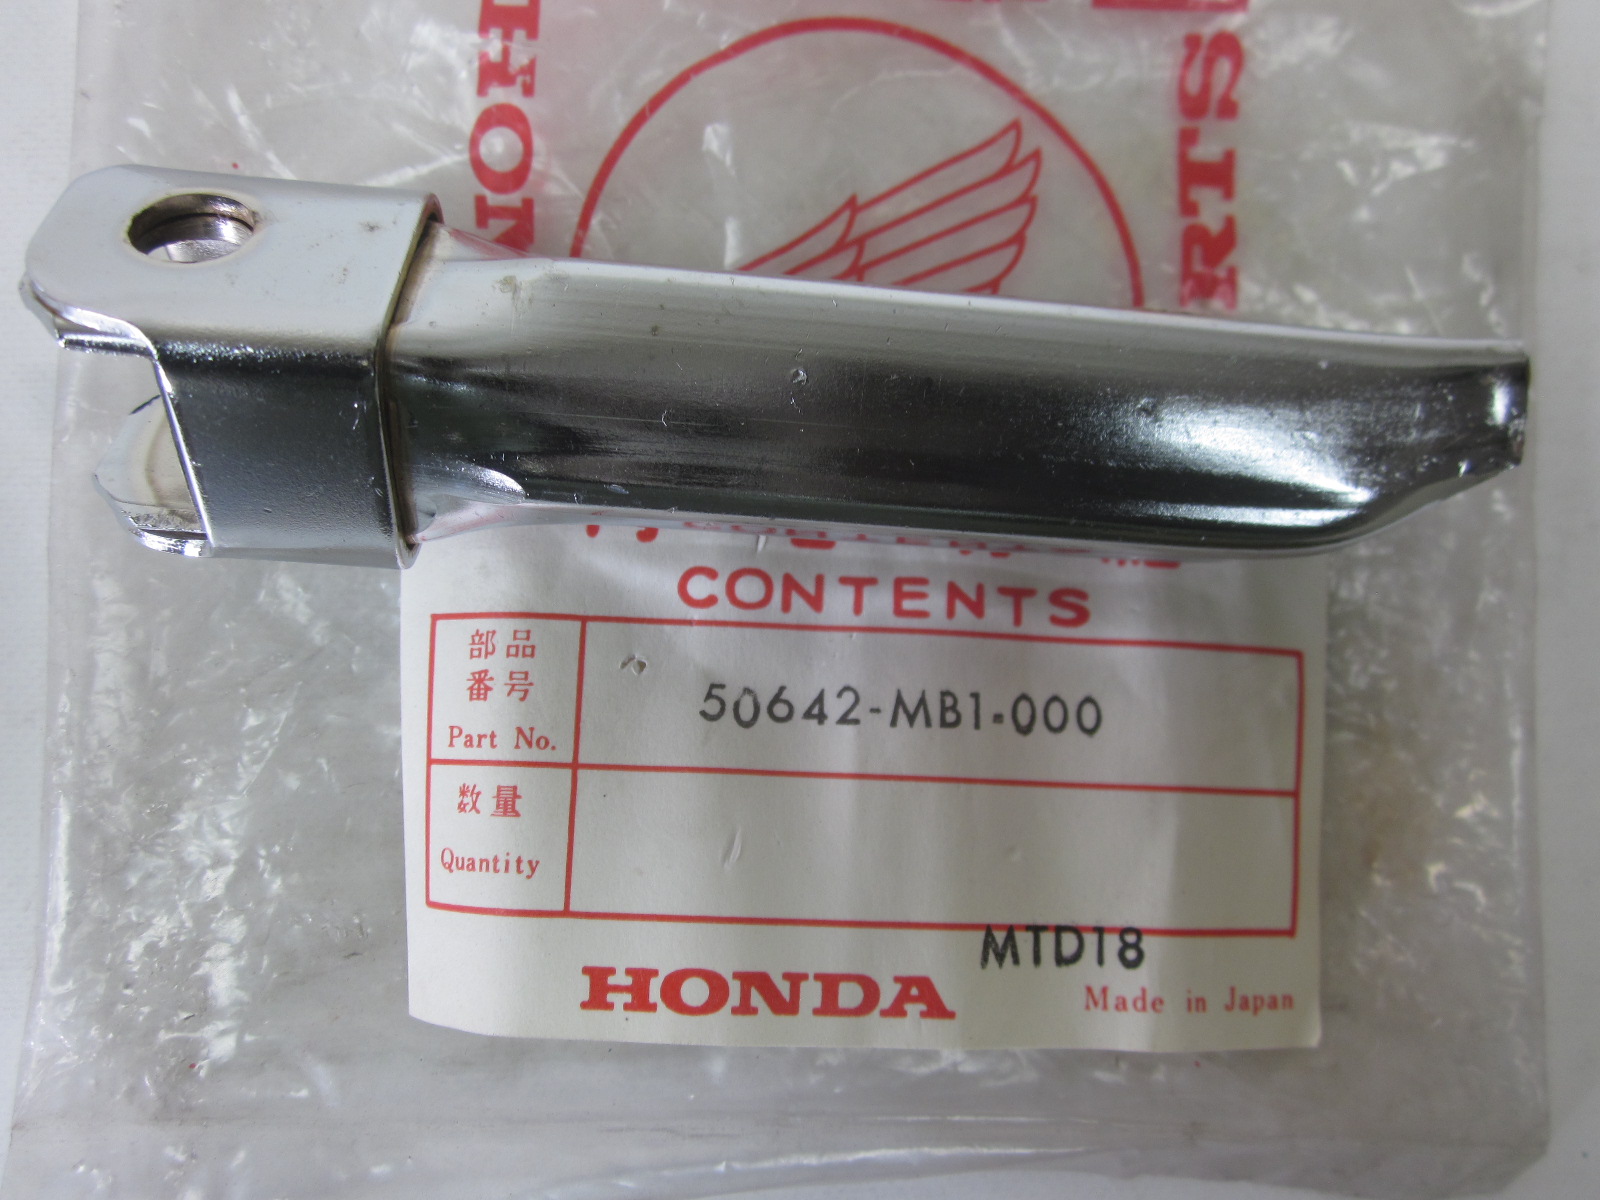 CONTENTS
部品
番号
Part No.
50642-MB1-000
数量
Quantity
MTD18
HONDA
Made in Japan